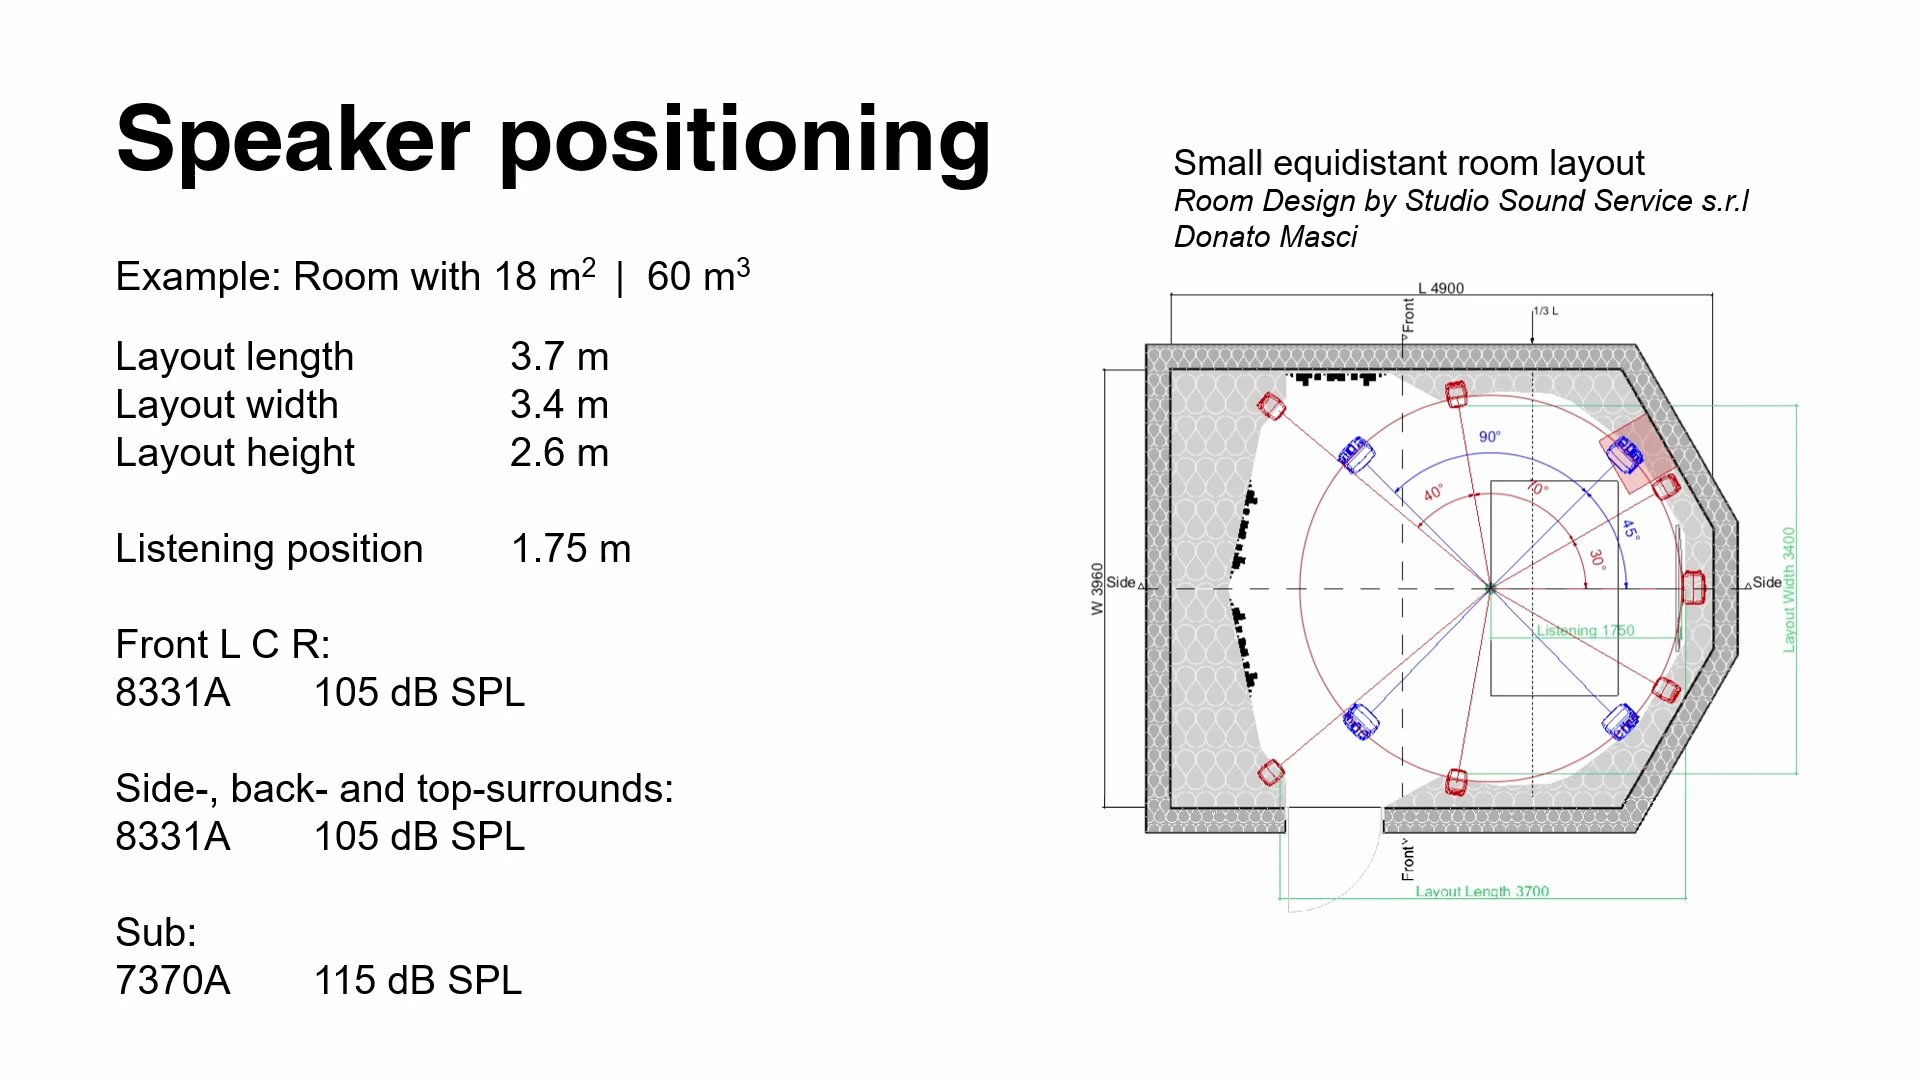 Speaker positioning
Small equidistant room layout
Room Design by Studio Sound Service s.r.l
Donato Masci
Example: Room with 18 m² | 60 m³
Layout length 3.7 m
Layout width 3.4 m
Layout height 2.6 m
Listening position 1.75 m
Front L C R:
8331A 105 dB SPL
Side-, back- and top-surrounds:
8331A 105 dB SPL
Sub:
7370A 115 dB SPL
L 4900
Front
1/3 L
90°
40°
70°
45°
30°
W 3960
Side
Side
Listening 1750
Layout Width 3400
Front
Layout Length 3700